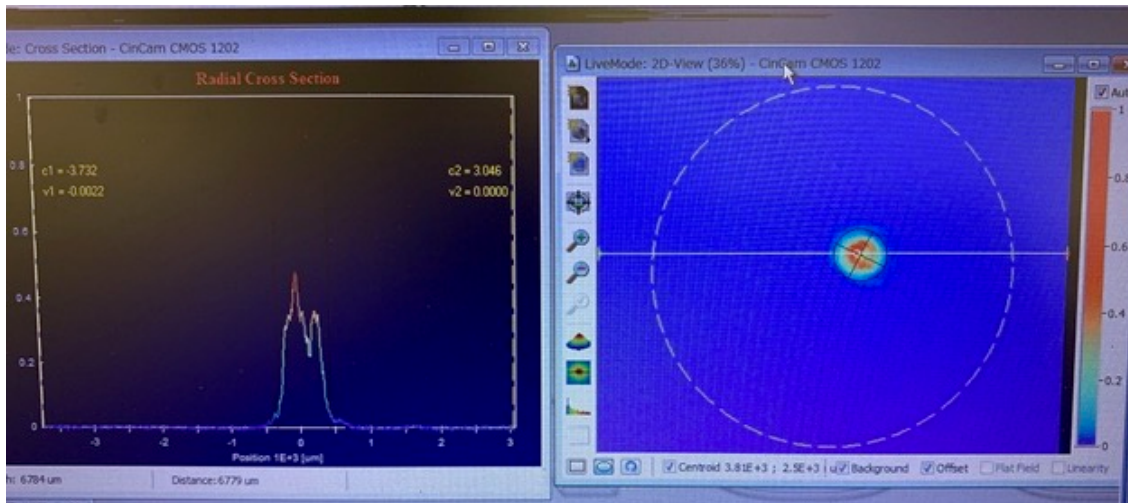 de: Cross Section - CinCam CMOS 1202
Radial Cross Section
1
0.8
c1 = -3.732
c2 = 3.046
v1 = -0.0022
v2 = 0.0000
0.6
0.4
0.2
0
-3
-2
-1
0
1
2
3
Position 1E+3 [um]
h: 6784 um
Distance: 6779 um
LiveMode: 2D-View (36%) - CinCam CMOS 1202
Aut
1
0.8
0.6
0.4
0.2
0
Centroid 3.81E+3 ; 2.5E+3 | u
Background
Offset
Flat Field
Linearity